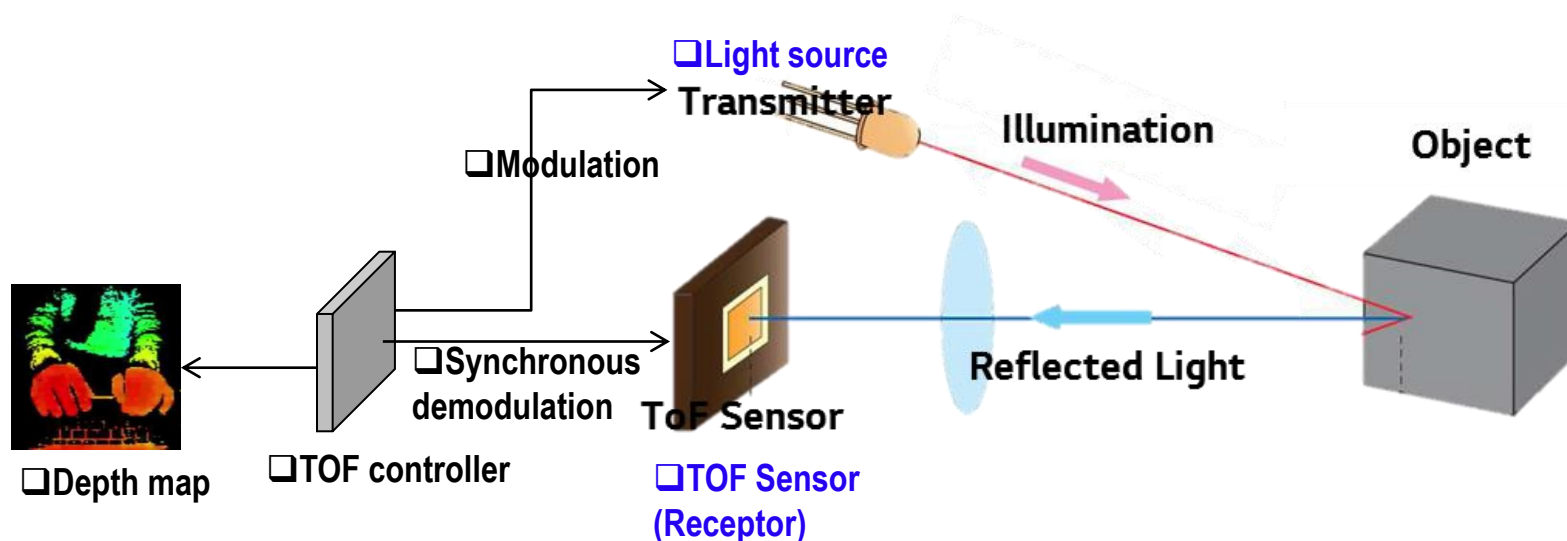 ❑Light source
Transmitter
Illumination
Object
❑Modulation
❑Synchronous
demodulation
Reflected Light
ToF Sensor
❑Depth map
❑TOF controller
❑TOF Sensor
(Receptor)